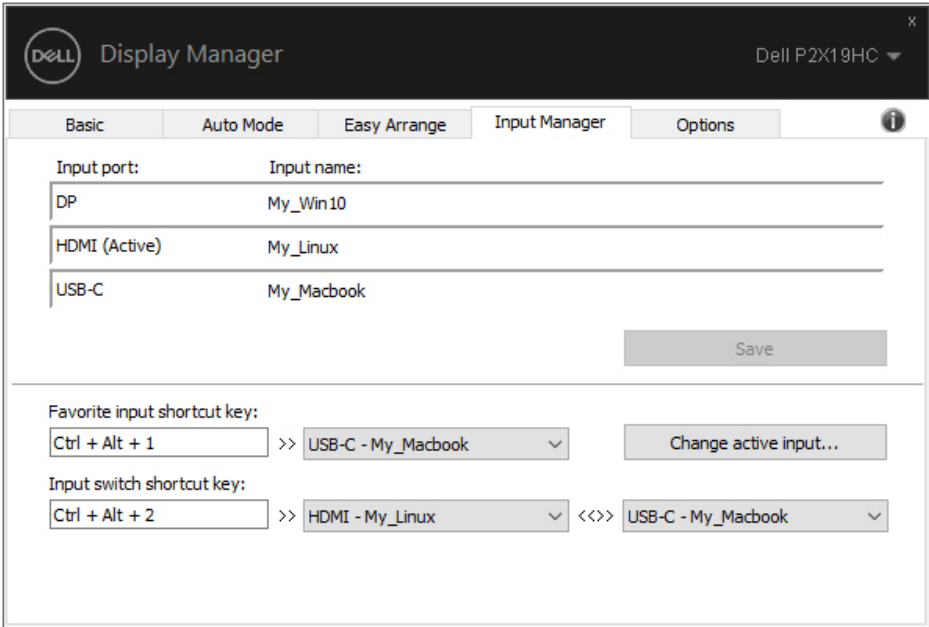 x
DELL Display Manager Dell P2X19HC
Basic Auto Mode Easy Arrange Input Manager Options i
Input port: Input name:
DP My_Win10
HDMI (Active) My_Linux
USB-C My_Macbook
Save
Favorite input shortcut key:
Ctrl + Alt + 1 >> USB-C - My_Macbook Change active input...
Input switch shortcut key:
Ctrl + Alt + 2 >> HDMI - My_Linux <<>> USB-C - My_Macbook